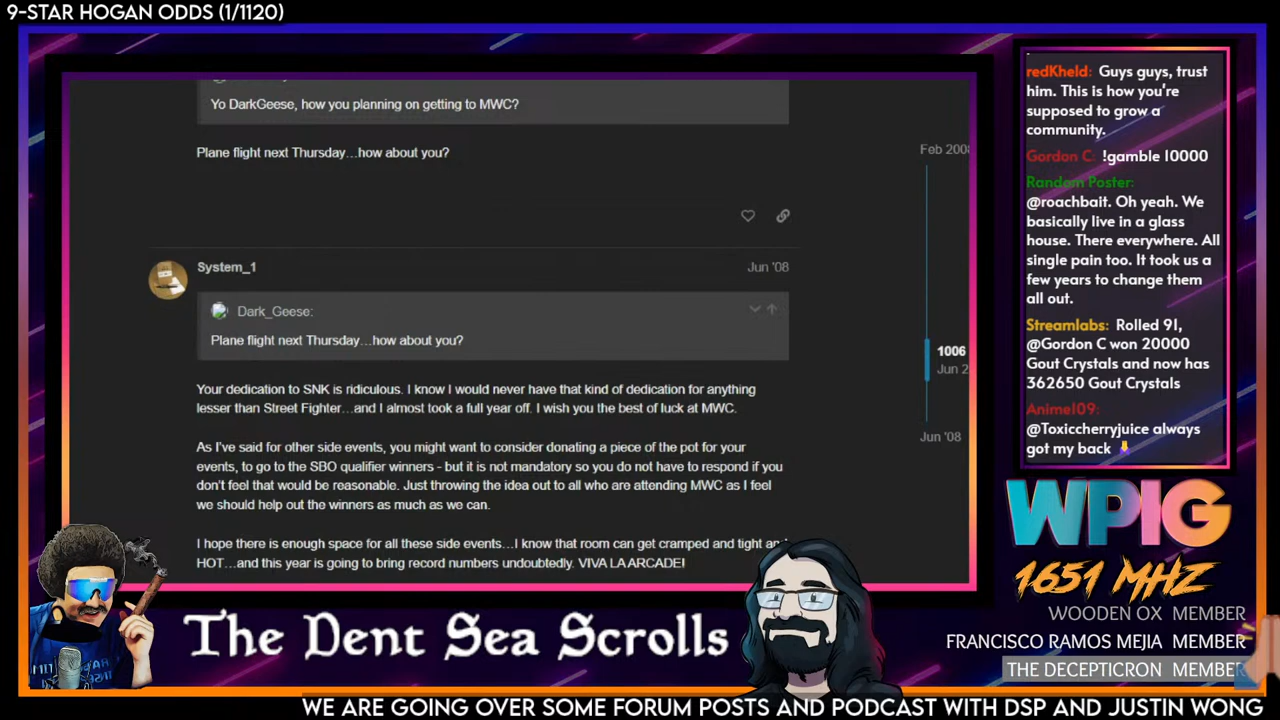 9-STAR HOGAN ODDS (1/1120)
Yo DarkGeese, how you planning on getting to MWC?
Plane flight next Thursday…how about you?
Feb 2008
System_1
Jun '08
Dark_Geese:
Plane flight next Thursday…how about you?
1006
Jun 2
Your dedication to SNK is ridiculous. I know I would never have that kind of dedication for anything
lesser than Street Fighter…and I almost took a full year off. I wish you the best of luck at MWC.
Jun '08
As I've said for other side events, you might want to consider donating a piece of the pot for your
events, to go to the SBO qualifier winners - but it is not mandatory so you do not have to respond if you
don't feel that would be reasonable. Just throwing the idea out to all who are attending MWC as I feel
we should help out the winners as much as we can.
I hope there is enough space for all these side events…I know that room can get cramped and tight and
HOT…and this year is going to bring record numbers undoubtedly. VIVA LA ARCADE!
redKheld: Guys guys, trust
him. This is how you're
supposed to grow a
community.
Gordon C: !gamble 10000
Random Poster:
@roachbait. Oh yeah. We
basically live in a glass
house. There everywhere. All
single pain too. It took us a
few years to change them
all out.
Streamlabs: Rolled 91,
@Gordon C won 20000
Gout Crystals and now has
362650 Gout Crystals
Anime109:
@Toxiccherryjuice always
got my back
WPIG
1651 MHZ
WOODEN OX MEMBER
FRANCISCO RAMOS MEJIA MEMBER
THE DECEPTICRON MEMBER
The Dent Sea Scrolls
WE ARE GOING OVER SOME FORUM POSTS AND PODCAST WITH DSP AND JUSTIN WONG